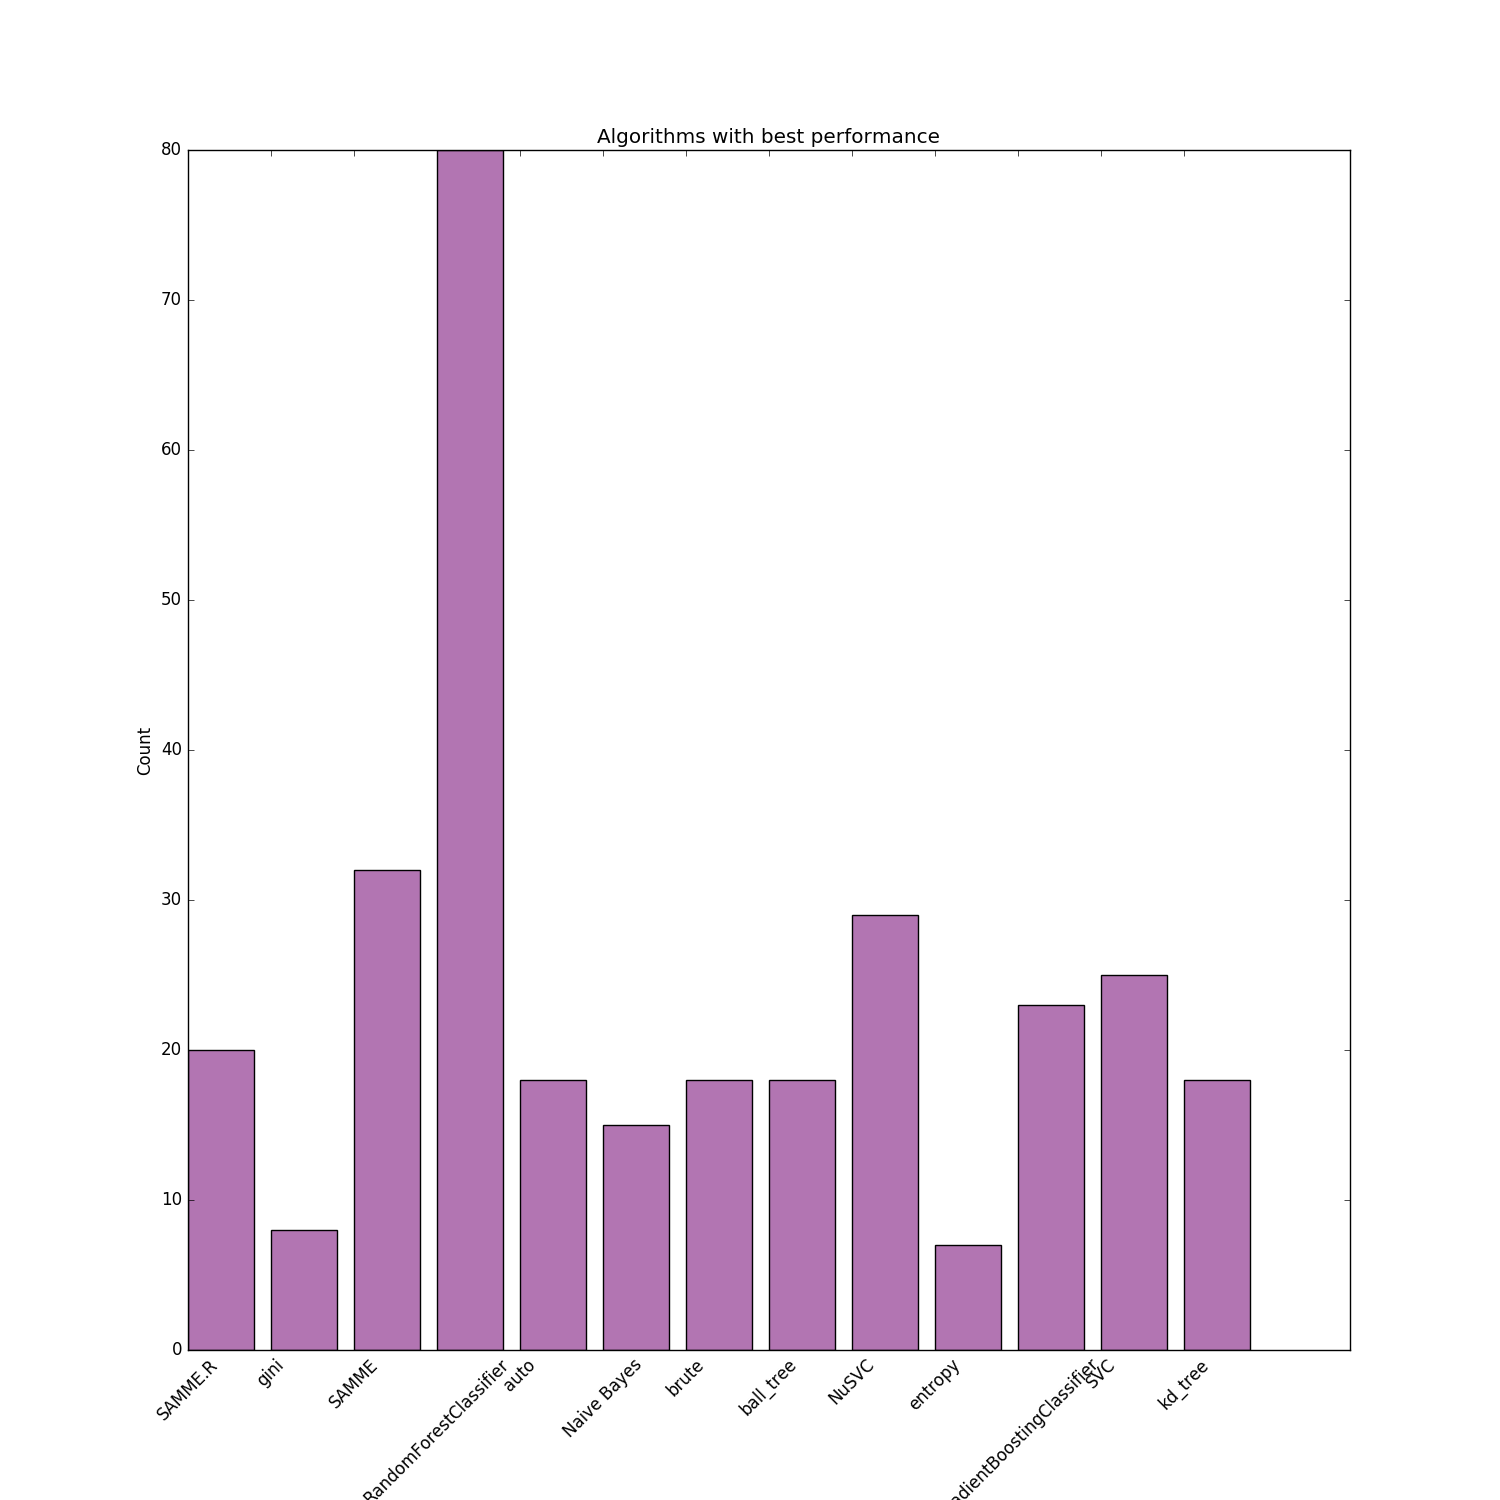 Algorithms with best performance
80
70
60
50
40
30
20
10
0
Count
SAMME.R
gini
SAMME
RandomForestClassifier
auto
Naive Bayes
brute
ball_tree
NuSVC
entropy
adientBoostingClassifier
SVC
kd_tree